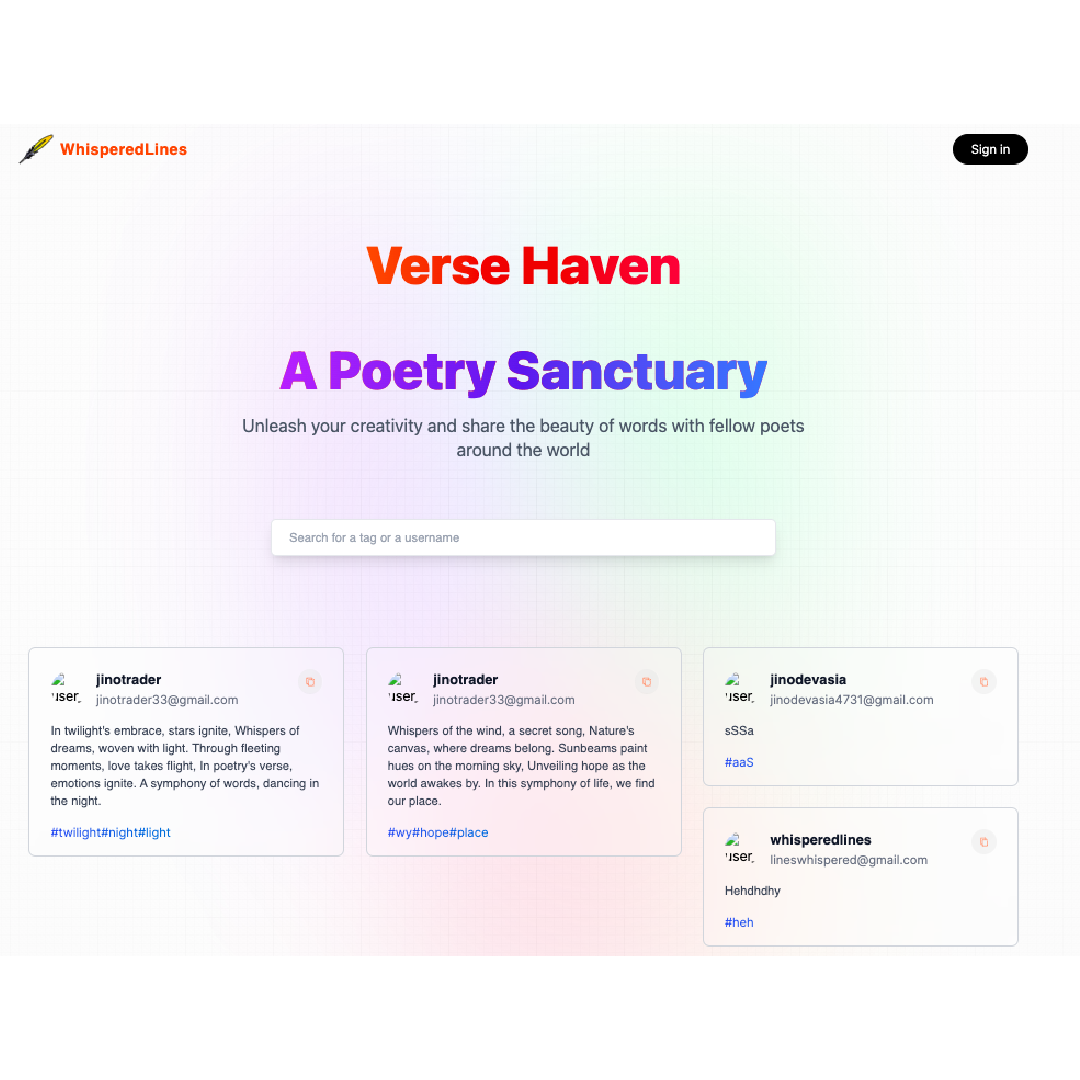 WhisperedLines
Sign in
Verse Haven
A Poetry Sanctuary
Unleash your creativity and share the beauty of words with fellow poets
around the world
Search for a tag or a username
user_
jinotrader
jinotrader33@gmail.com
In twilight's embrace, stars ignite, Whispers of
dreams, woven with light. Through fleeting
moments, love takes flight, In poetry's verse,
emotions ignite. A symphony of words, dancing in
the night.
#twilight#night#light
user_
jinotrader
jinotrader33@gmail.com
Whispers of the wind, a secret song, Nature's
canvas, where dreams belong. Sunbeams paint
hues on the morning sky, Unveiling hope as the
world awakes by. In this symphony of life, we find
our place.
#wy#hope#place
user_
jinodevasia
jinodevasia4731@gmail.com
sSSa
#aaS
user_
whisperedlines
lineswhispered@gmail.com
Hehdhdhy
#heh